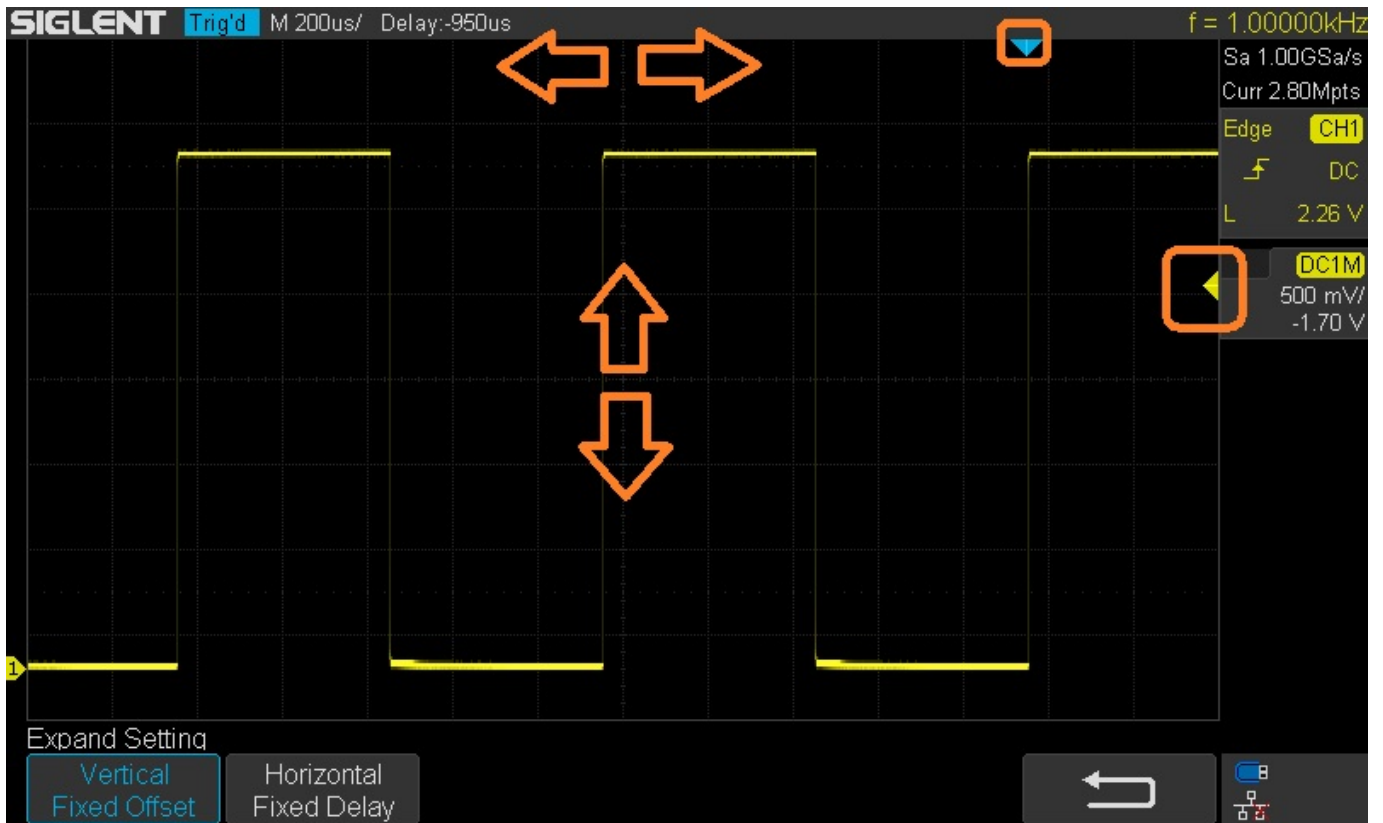 SIGLENT Trig'd M 200us/ Delay:-950us f = 1.00000kHz
Sa 1.00GSa/s
Curr 2.80Mpts
Edge CH1
DC
L 2.26 V
DC1M
500 mV/
-1.70 V
1
Expand Setting
Vertical
Fixed Offset
Horizontal
Fixed Delay